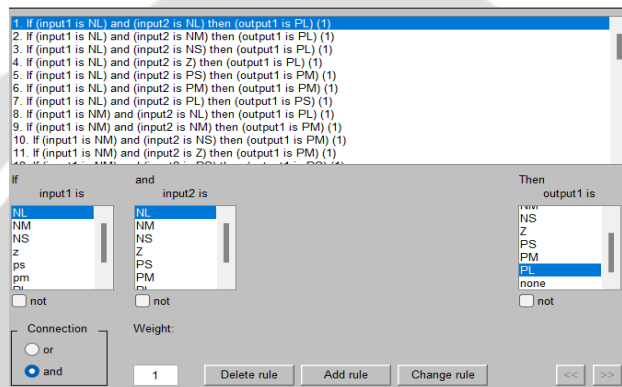 1. If (input1 is NL) and (input2 is NL) then (output1 is PL) (1)
2. If (input1 is NL) and (input2 is NM) then (output1 is PL) (1)
3. If (input1 is NL) and (input2 is NS) then (output1 is PL) (1)
4. If (input1 is NL) and (input2 is Z) then (output1 is PL) (1)
5. If (input1 is NL) and (input2 is PS) then (output1 is PM) (1)
6. If (input1 is NL) and (input2 is PM) then (output1 is PM) (1)
7. If (input1 is NL) and (input2 is PL) then (output1 is PS) (1)
8. If (input1 is NM) and (input2 is NL) then (output1 is PL) (1)
9. If (input1 is NM) and (input2 is NM) then (output1 is PM) (1)
10. If (input1 is NM) and (input2 is NS) then (output1 is PM) (1)
11. If (input1 is NM) and (input2 is Z) then (output1 is PM) (1)
If and Then
input1 is input2 is output1 is
NL NL NM
NM NM NS
NS NS Z
z Z PS
ps PS PM
pm PM PL
none
not not not
Connection Weight:
or
and 1 Delete rule Add rule Change rule << >>